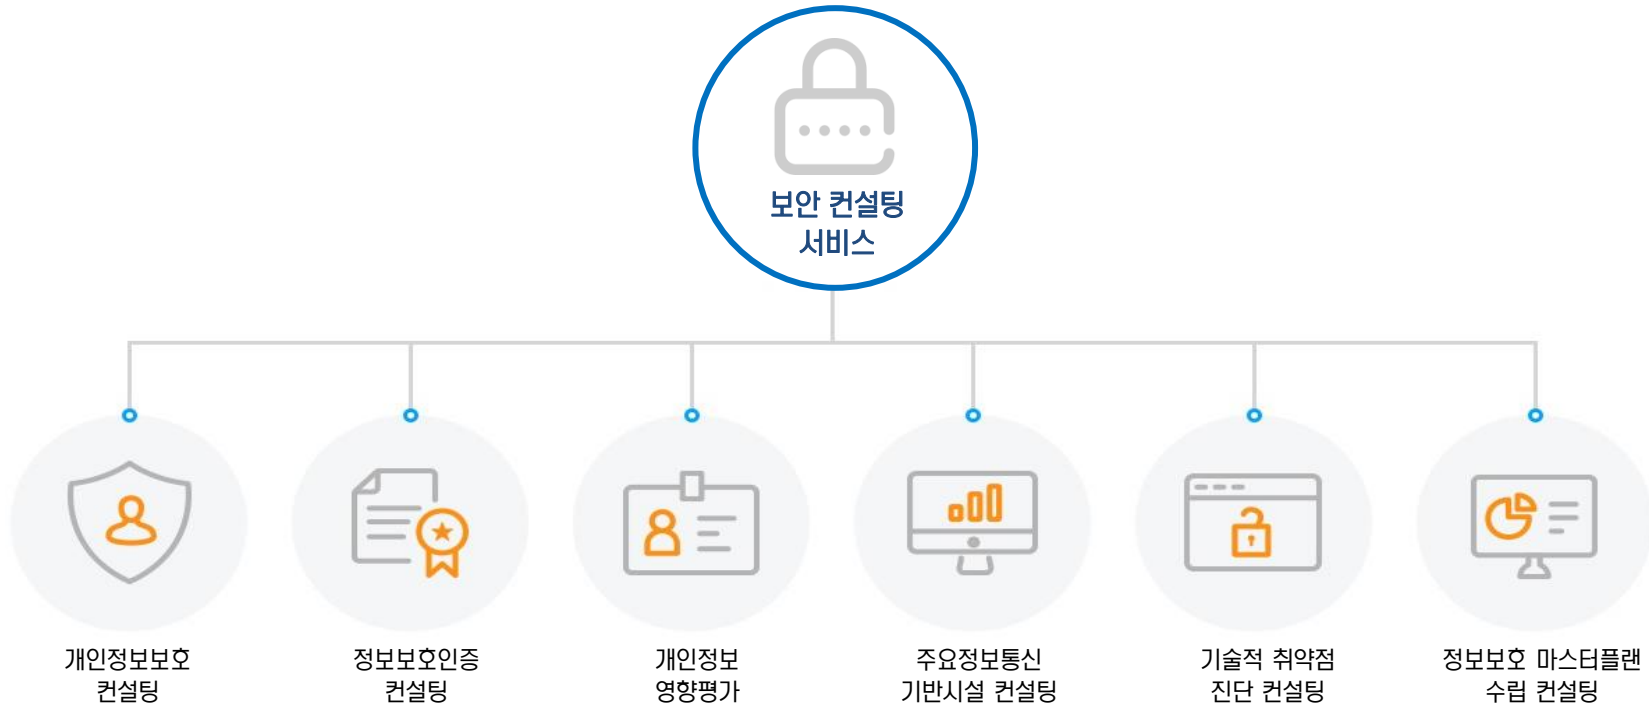 보안 컨설팅
서비스
개인정보보호
컨설팅
정보보호인증
컨설팅
개인정보
영향평가
주요정보통신
기반시설 컨설팅
기술적 취약점
진단 컨설팅
정보보호 마스터플랜
수립 컨설팅